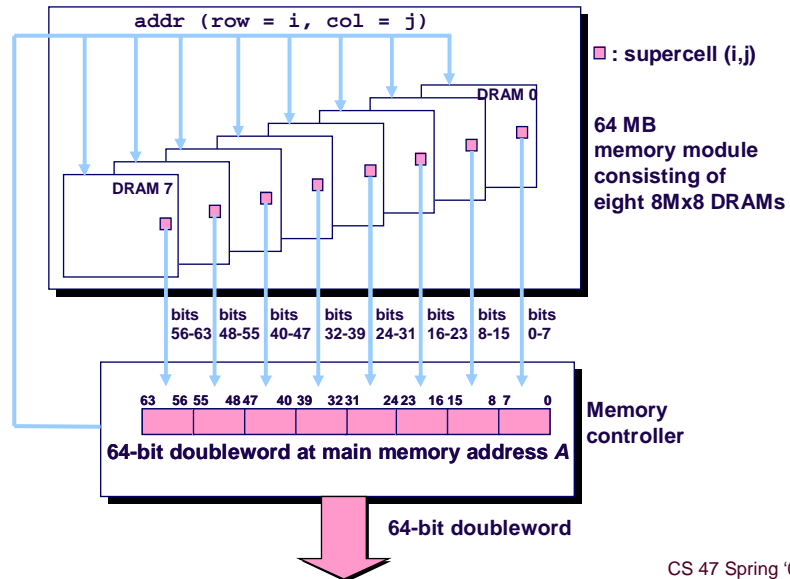 addr (row = i, col = j)
: supercell (i,j)
DRAM 0
64 MB
memory module
consisting of
eight 8Mx8 DRAMs
DRAM 7
bits bits bits bits bits bits bits bits
56-63 48-55 40-47 32-39 24-31 16-23 8-15 0-7
63 56 55 48 47 40 39 32 31 24 23 16 15 8 7 0
Memory
controller
64-bit doubleword at main memory address A
64-bit doubleword
CS 47 Spring ‘